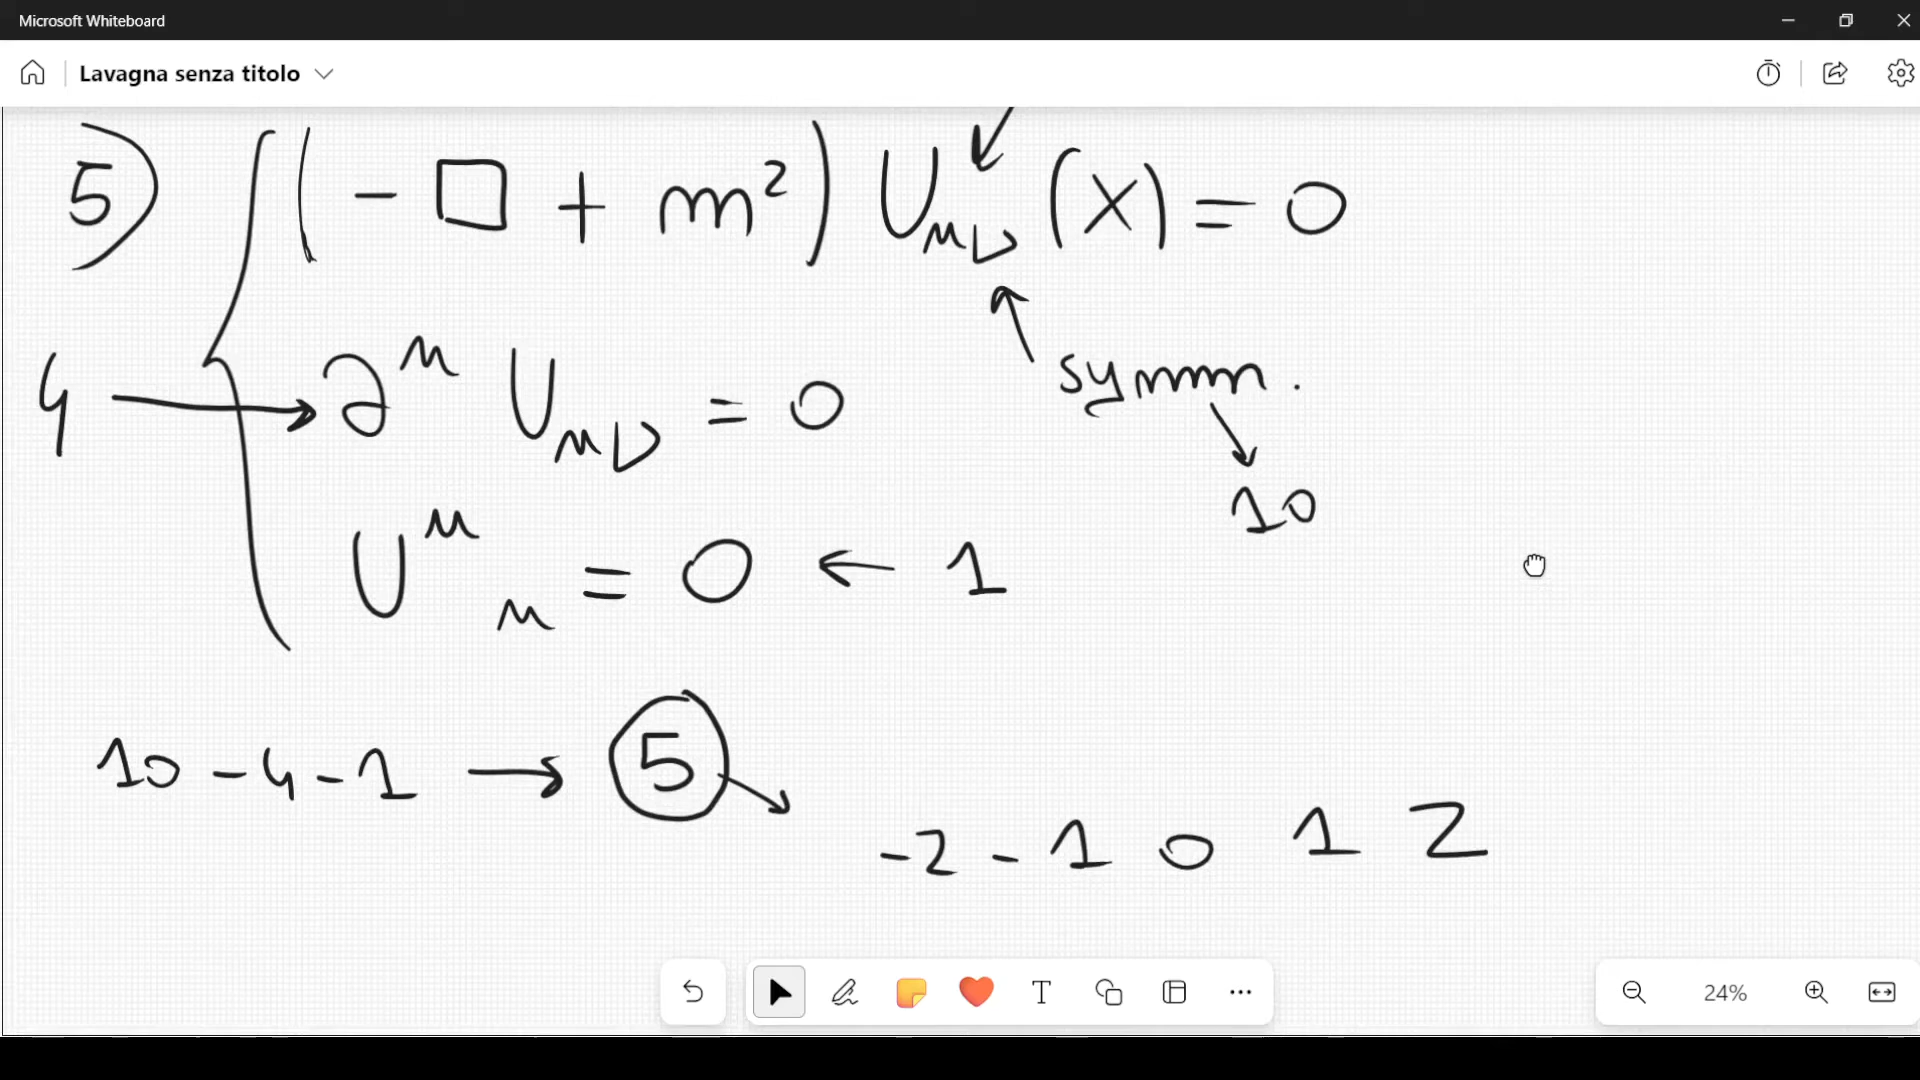 Microsoft Whiteboard
Lavagna senza titolo
5) { (-□ + m²) U_μν (x) = 0
symm.
4 → ∂^μ U_μν = 0
10
U^μ_μ = 0 ← 1
10 - 4 - 1 → 5
-2 -1 0 1 2
24%